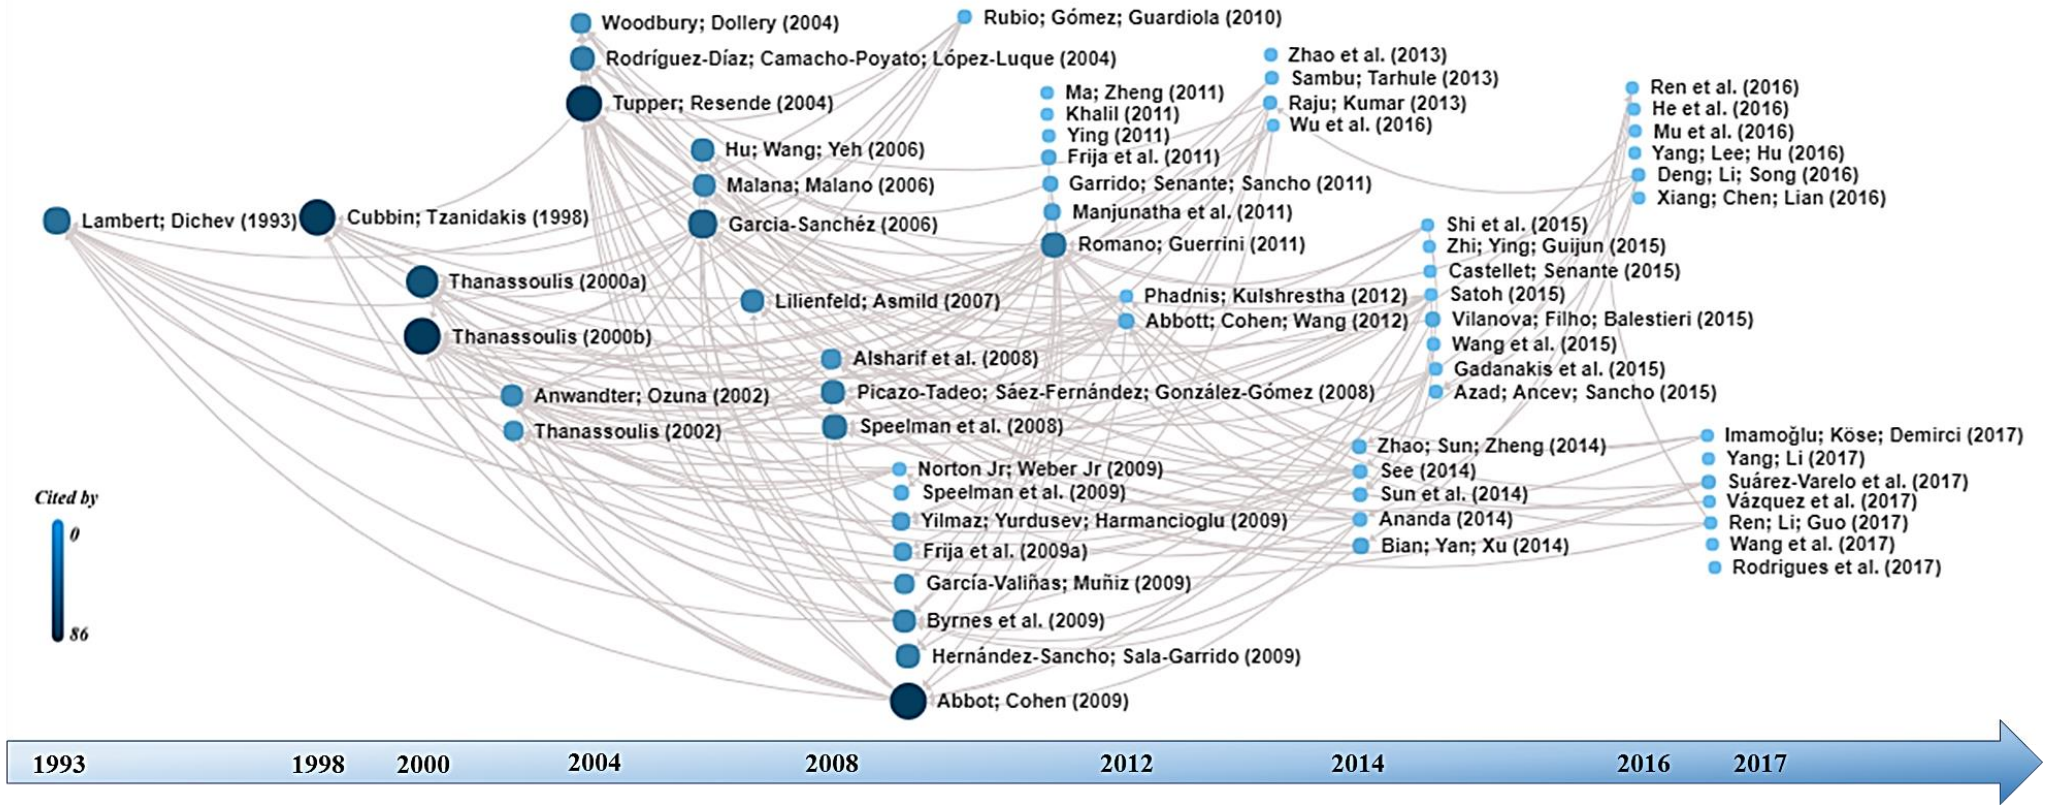 Woodbury; Dollery (2004)
Rodríguez-Díaz; Camacho-Poyato; López-Luque (2004)
Tupper; Resende (2004)
Rubio; Gómez; Guardiola (2010)
Zhao et al. (2013)
Sambu; Tarhule (2013)
Raju; Kumar (2013)
Wu et al. (2016)
Ma; Zheng (2011)
Khalil (2011)
Ying (2011)
Frija et al. (2011)
Garrido; Senante; Sancho (2011)
Manjunatha et al. (2011)
Romano; Guerrini (2011)
Ren et al. (2016)
He et al. (2016)
Mu et al. (2016)
Yang; Lee; Hu (2016)
Deng; Li; Song (2016)
Xiang; Chen; Lian (2016)
Hu; Wang; Yeh (2006)
Malana; Malano (2006)
Garcia-Sanchéz (2006)
Lambert; Dichev (1993)
Cubbin; Tzanidakis (1998)
Thanassoulis (2000a)
Thanassoulis (2000b)
Lilienfeld; Asmild (2007)
Phadnis; Kulshrestha (2012)
Abbott; Cohen; Wang (2012)
Shi et al. (2015)
Zhi; Ying; Guijun (2015)
Castellet; Senante (2015)
Satoh (2015)
Vilanova; Filho; Balestieri (2015)
Wang et al. (2015)
Gadanakis et al. (2015)
Azad; Ancev; Sancho (2015)
Anwandter; Ozuna (2002)
Thanassoulis (2002)
Alsharif et al. (2008)
Picazo-Tadeo; Sáez-Fernández; González-Gómez (2008)
Speelman et al. (2008)
Zhao; Sun; Zheng (2014)
See (2014)
Sun et al. (2014)
Ananda (2014)
Bian; Yan; Xu (2014)
Imamoğlu; Köse; Demirci (2017)
Yang; Li (2017)
Suárez-Varelo et al. (2017)
Vázquez et al. (2017)
Ren; Li; Guo (2017)
Wang et al. (2017)
Rodrigues et al. (2017)
Norton Jr; Weber Jr (2009)
Speelman et al. (2009)
Yilmaz; Yurdusev; Harmancioglu (2009)
Frija et al. (2009a)
García-Valiñas; Muñiz (2009)
Byrnes et al. (2009)
Hernández-Sancho; Sala-Garrido (2009)
Abbot; Cohen (2009)
Cited by
0
86
1993
1998
2000
2004
2008
2012
2014
2016
2017